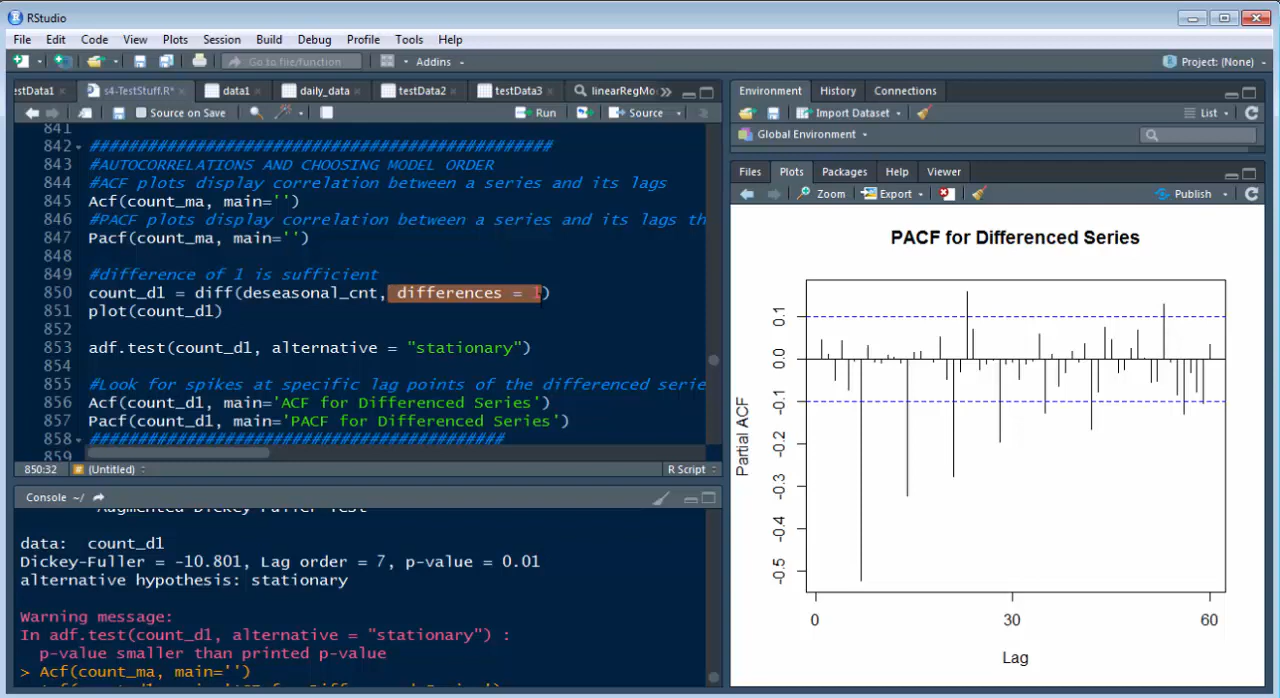 RStudio
File Edit Code View Plots Session Build Debug Profile Tools Help
Go to file/function Addins Project: (None)
stData1 s4-TestStuff.R* data1 daily_data testData2 testData3 linearRegMo
Source on Save Run Source
841
842 ################################################
843 #AUTOCORRELATIONS AND CHOOSING MODEL ORDER
844 #ACF plots display correlation between a series and its lags
845 Acf(count_ma, main='')
846 #PACF plots display correlation between a series and its lags th
847 Pacf(count_ma, main='')
848
849 #difference of 1 is sufficient
850 count_d1 = diff(deseasonal_cnt, differences = 1)
851 plot(count_d1)
852
853 adf.test(count_d1, alternative = "stationary")
854
855 #Look for spikes at specific lag points of the differenced serie
856 Acf(count_d1, main='ACF for Differenced Series')
857 Pacf(count_d1, main='PACF for Differenced Series')
858 ###########################################
859
850:32 (Untitled) R Script
Console ~/
Augmented Dickey-Fuller Test
data: count_d1
Dickey-Fuller = -10.801, Lag order = 7, p-value = 0.01
alternative hypothesis: stationary
Warning message:
In adf.test(count_d1, alternative = "stationary") :
p-value smaller than printed p-value
> Acf(count_ma, main='')
Environment History Connections
Import Dataset List
Global Environment
Files Plots Packages Help Viewer
Zoom Export Publish
PACF for Differenced Series
Partial ACF
0.1
0.0
-0.1
-0.2
-0.3
-0.4
-0.5
0 30 60
Lag